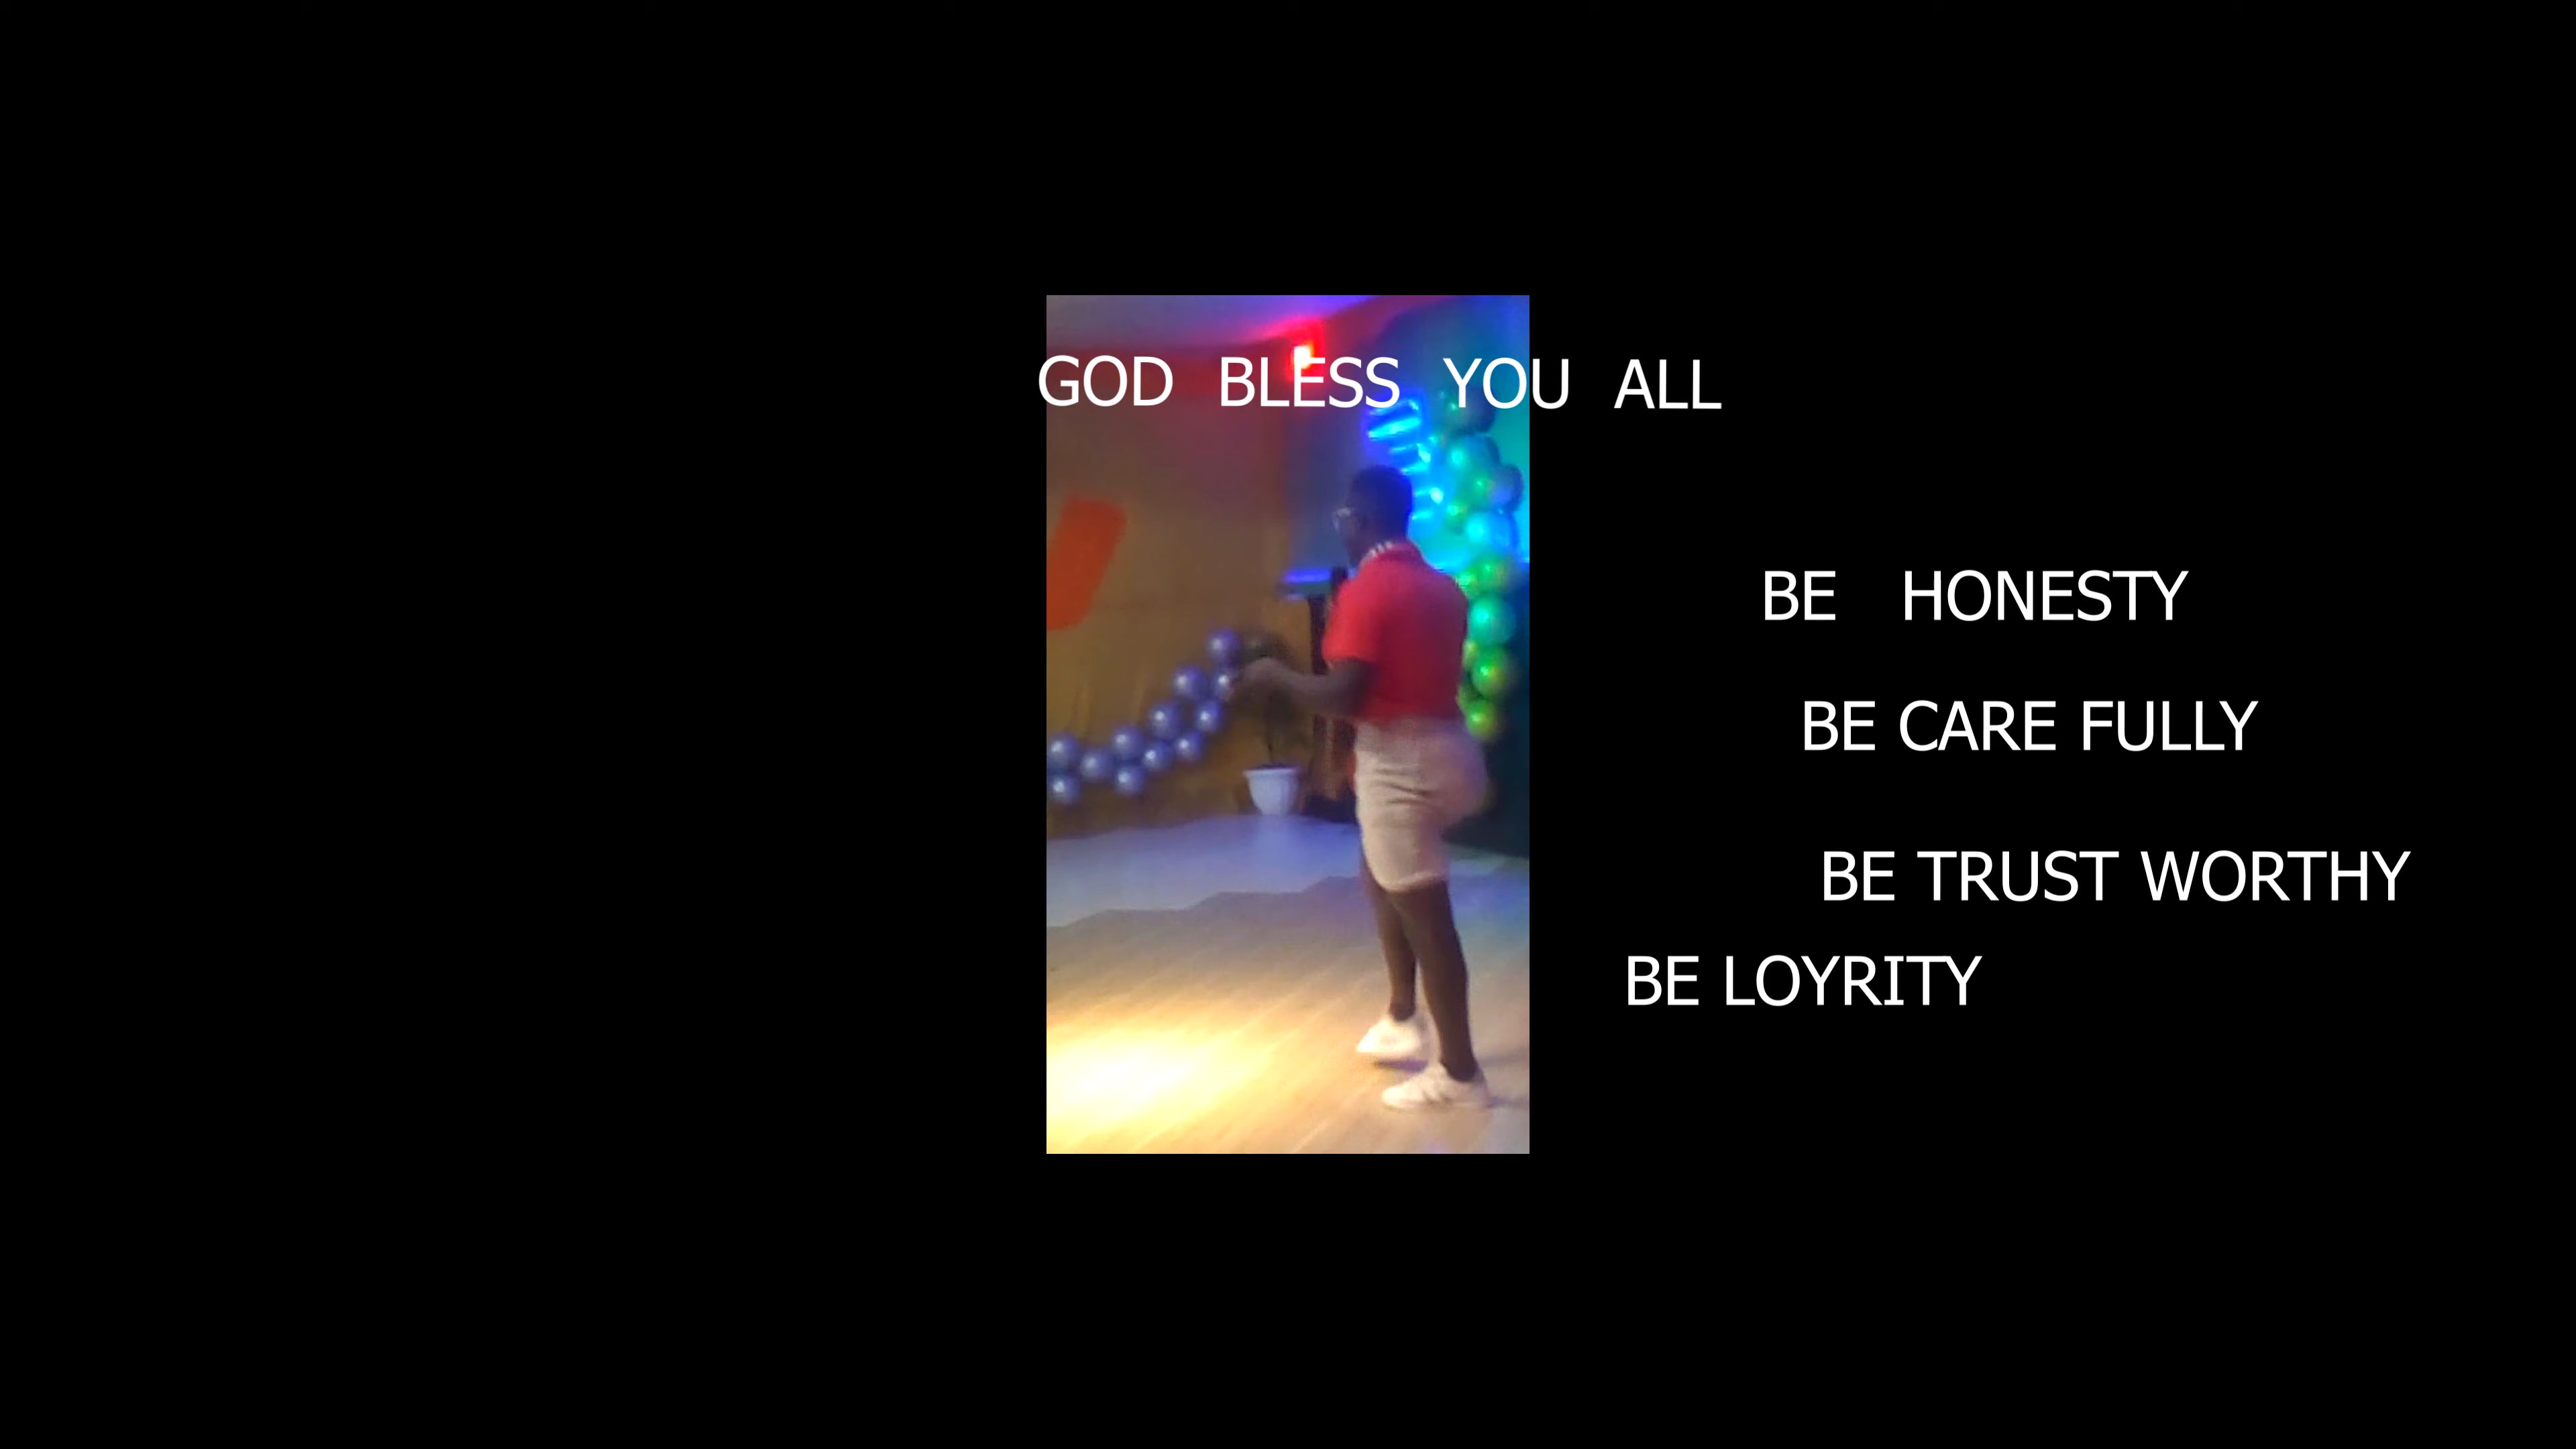 GOD BLESS YOU ALL
BE HONESTY
BE CARE FULLY
BE TRUST WORTHY
BE LOYRITY